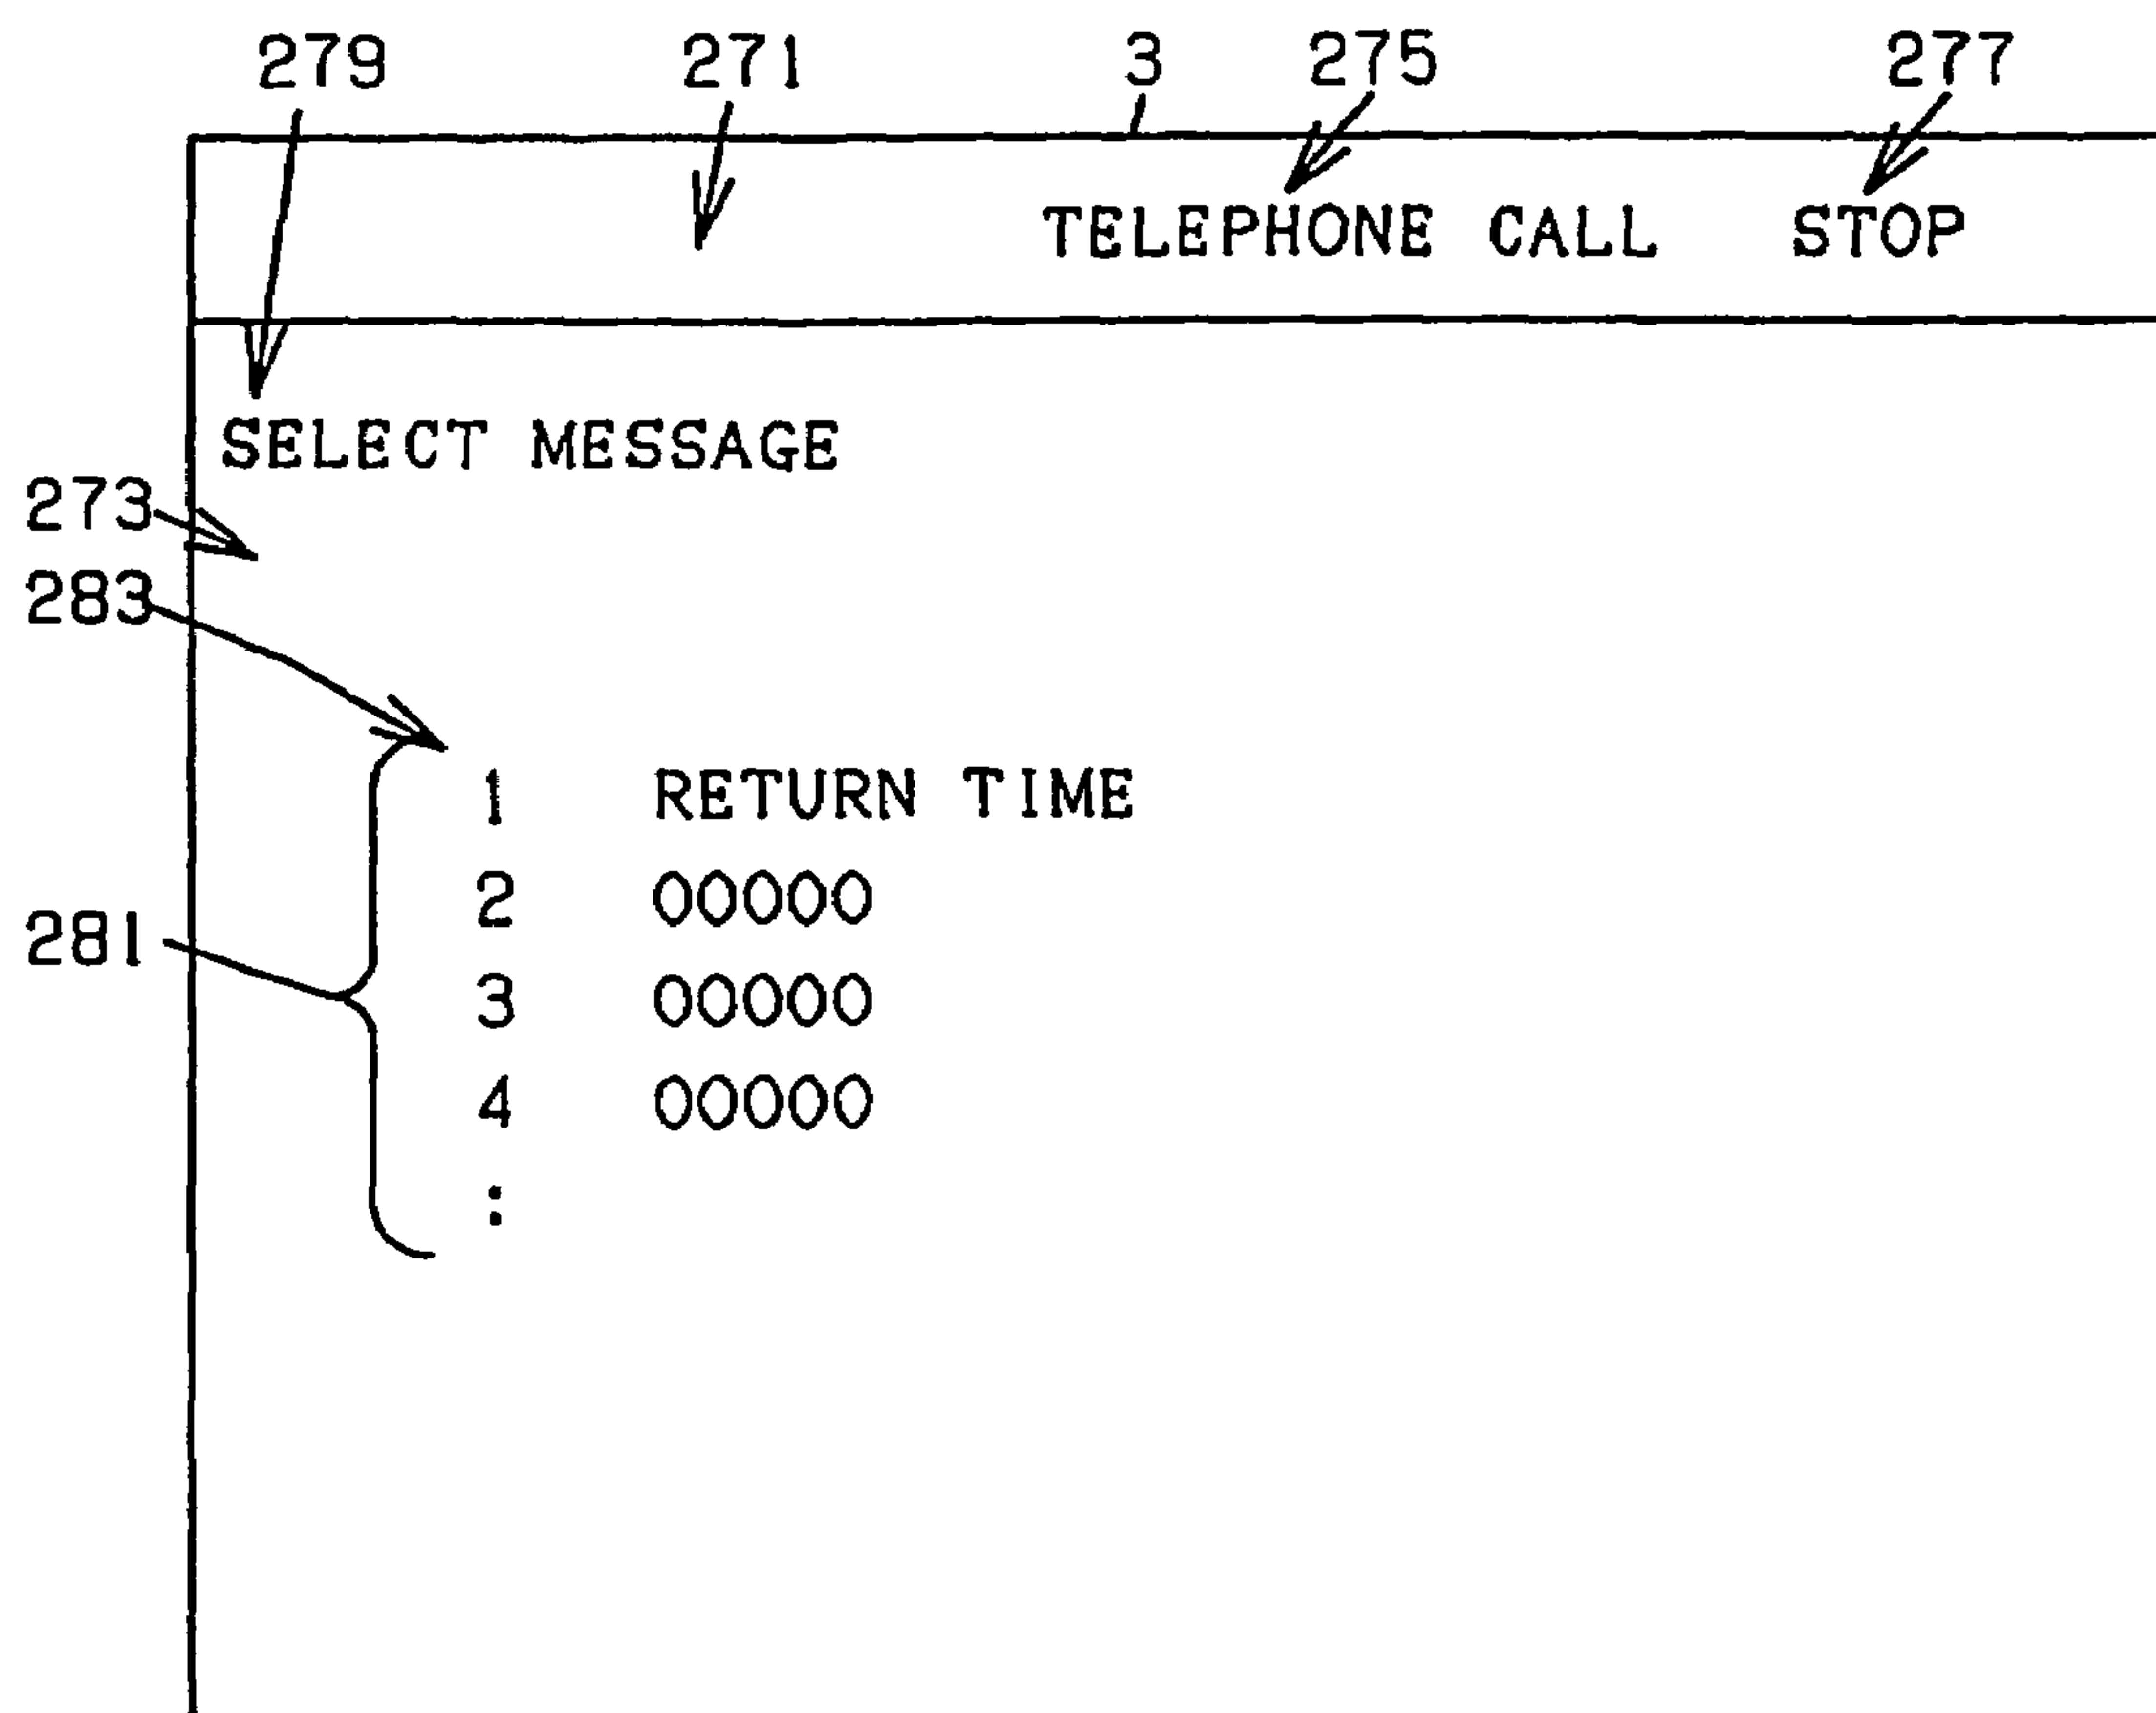 279 271 3 275 277
TELEPHONE CALL STOP
SELECT MESSAGE
273
283
1 RETURN TIME
2 00000
281
3 00000
4 00000
: